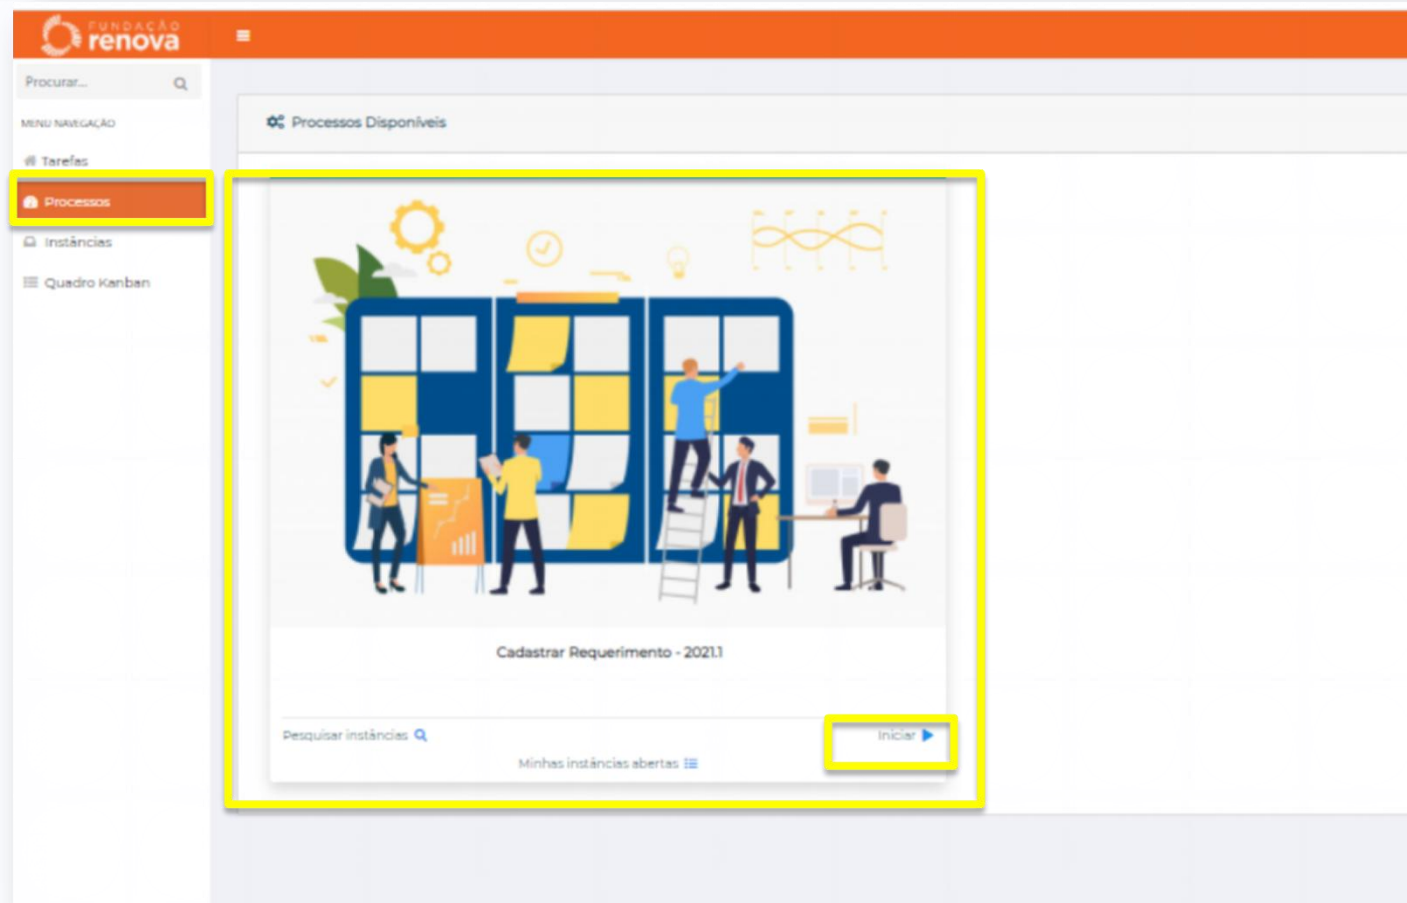 FUNDAÇÃO
renova
Procurar...
MENU NAVEGAÇÃO
Tarefas
Processos
Instâncias
Quadro Kanban
Processos Disponíveis
Cadastrar Requerimento - 2021.1
Pesquisar instâncias
Iniciar
Minhas instâncias abertas